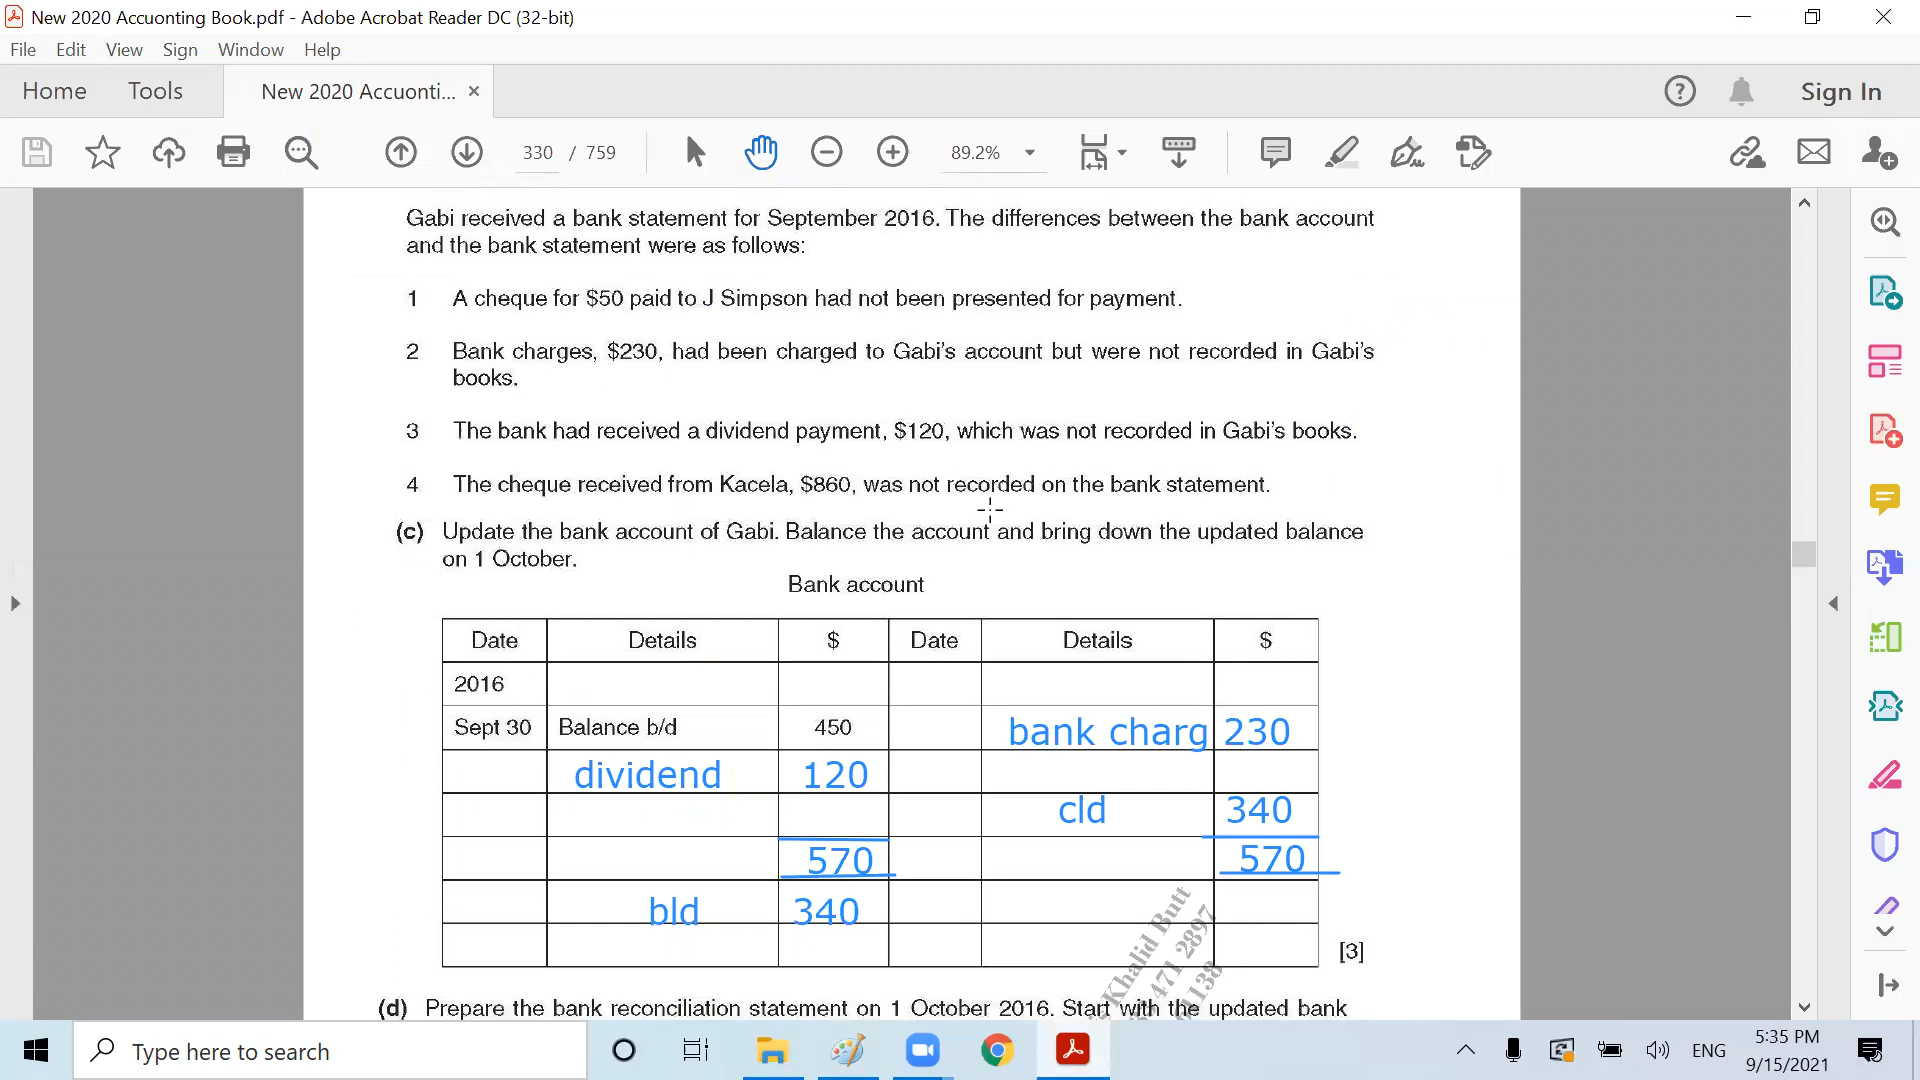 New 2020 Accuonting Book.pdf - Adobe Acrobat Reader DC (32-bit)
File Edit View Sign Window Help
Home Tools New 2020 Accuonti... × Sign In
330 / 759 89.2%
Gabi received a bank statement for September 2016. The differences between the bank account
and the bank statement were as follows:
1 A cheque for $50 paid to J Simpson had not been presented for payment.
2 Bank charges, $230, had been charged to Gabi's account but were not recorded in Gabi's
books.
3 The bank had received a dividend payment, $120, which was not recorded in Gabi's books.
4 The cheque received from Kacela, $860, was not recorded on the bank statement.
(c) Update the bank account of Gabi. Balance the account and bring down the updated balance
on 1 October.
Bank account
Date Details $ Date Details $
2016
Sept 30 Balance b/d 450 bank charg 230
dividend 120
cld 340
570 570
bld 340
[3]
Khalid Butt
471 2897
1138
(d) Prepare the bank reconciliation statement on 1 October 2016. Start with the updated bank
Type here to search
ENG
5:35 PM
9/15/2021